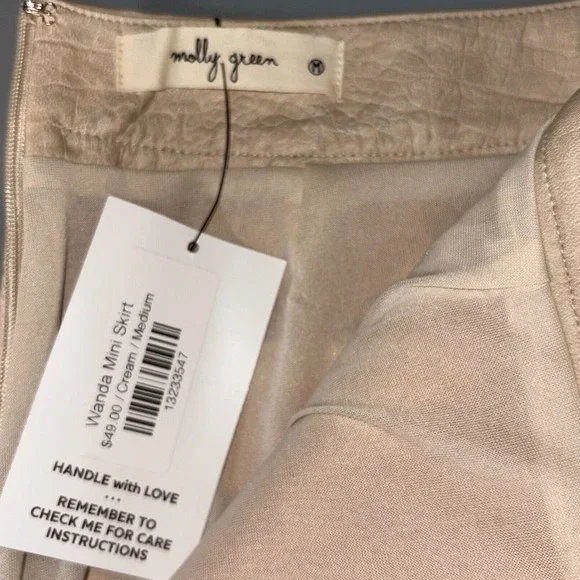 molly green M
Wanda Mini Skirt
$49.00 / Cream / Medium
13233547
HANDLE with LOVE
...
REMEMBER TO
CHECK ME FOR CARE
INSTRUCTIONS